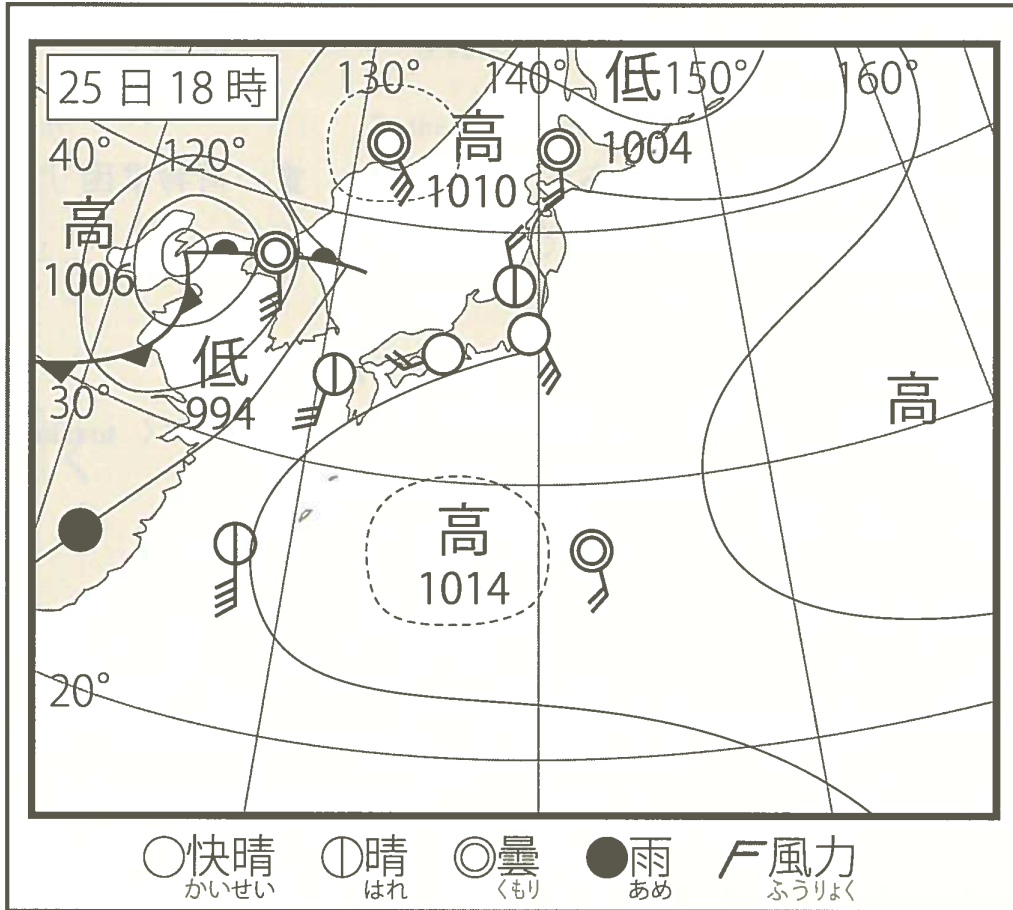 25日18時
130°
140°
低
150°
160°
1004
40°
120°
高
1010
高
1006
低
994
30°
高
高
1014
20°
快晴
かいせい
晴
はれ
曇
くもり
雨
あめ
風力
ふうりょく